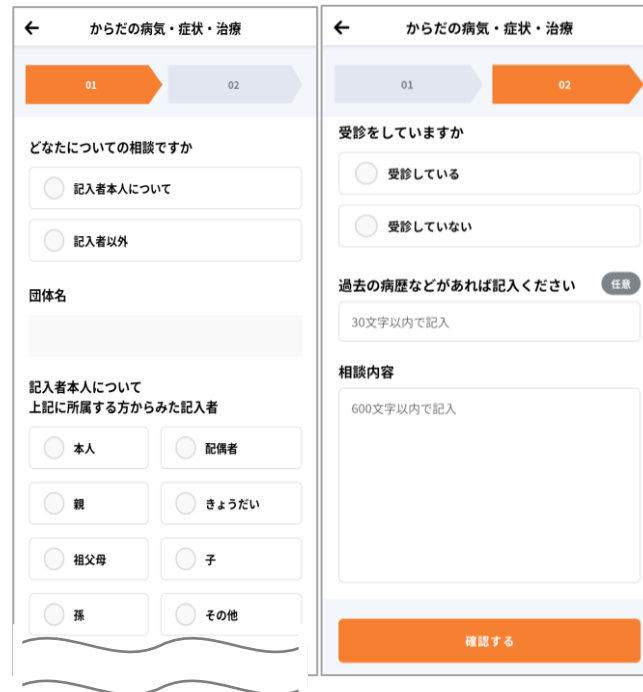 からだの病気・症状・治療
01
02
どなたについての相談ですか
記入者本人について
記入者以外
団体名
記入者本人について
上記に所属する方からみた記入者
本人
配偶者
親
きょうだい
祖父母
子
孫
その他
からだの病気・症状・治療
01
02
受診をしていますか
受診している
受診していない
過去の病歴などがあれば記入ください
任意
30文字以内で記入
相談内容
600文字以内で記入
確認する